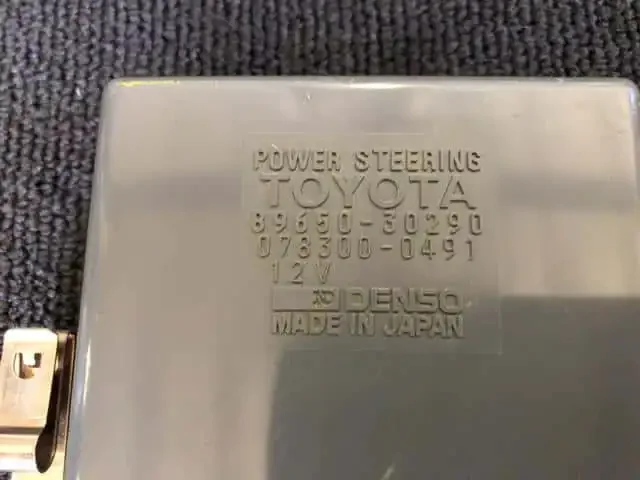 POWER STEERING
TOYOTA
89650-30290
078300-0491
12V
DENSO
MADE IN JAPAN